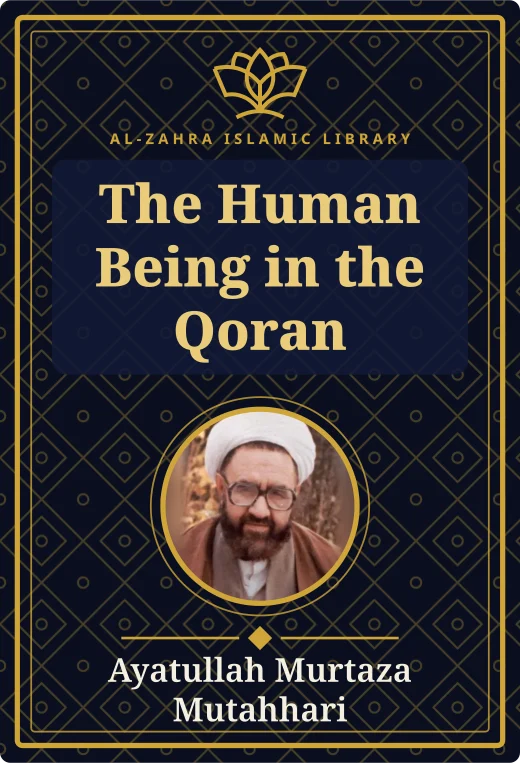 AL-ZAHRA ISLAMIC LIBRARY
The Human
Being in the
Qoran
Ayatullah Murtaza
Mutahhari